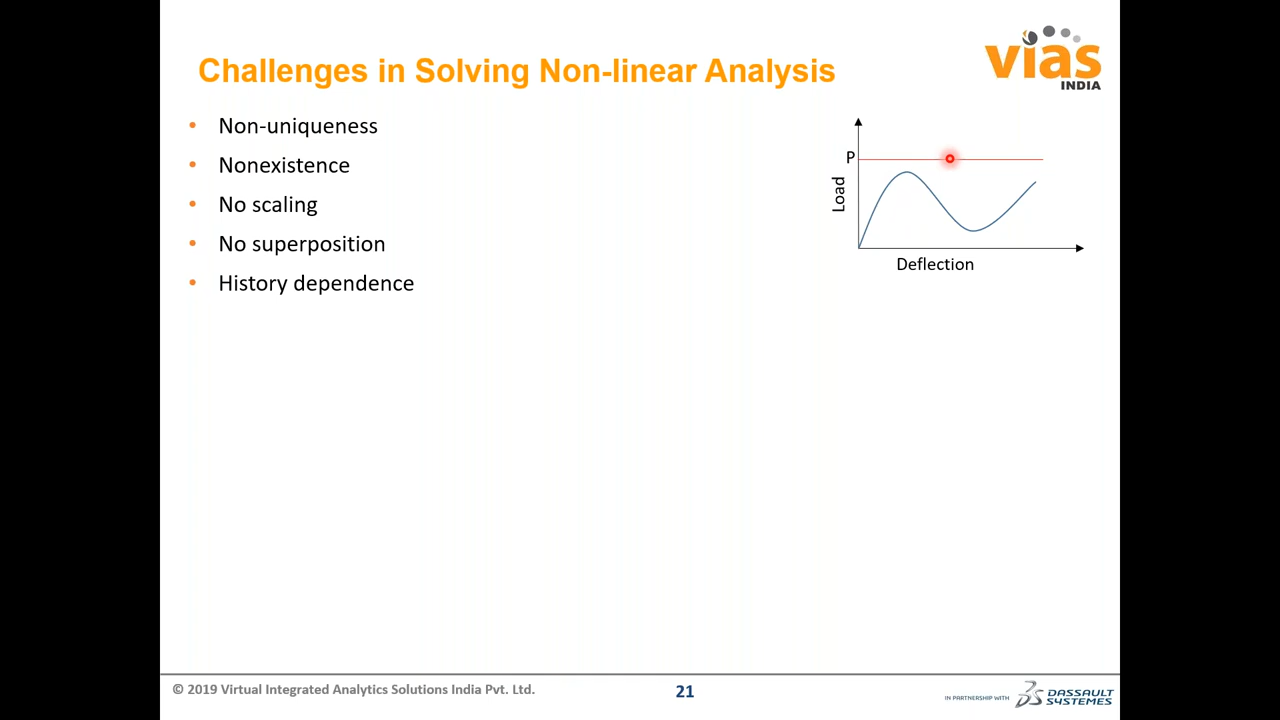 Challenges in Solving Non-linear Analysis
vias
INDIA
• Non-uniqueness
• Nonexistence
• No scaling
• No superposition
• History dependence
P
Load
Deflection
© 2019 Virtual Integrated Analytics Solutions India Pvt. Ltd.
21
IN PARTNERSHIP WITH
DASSAULT
SYSTEMES